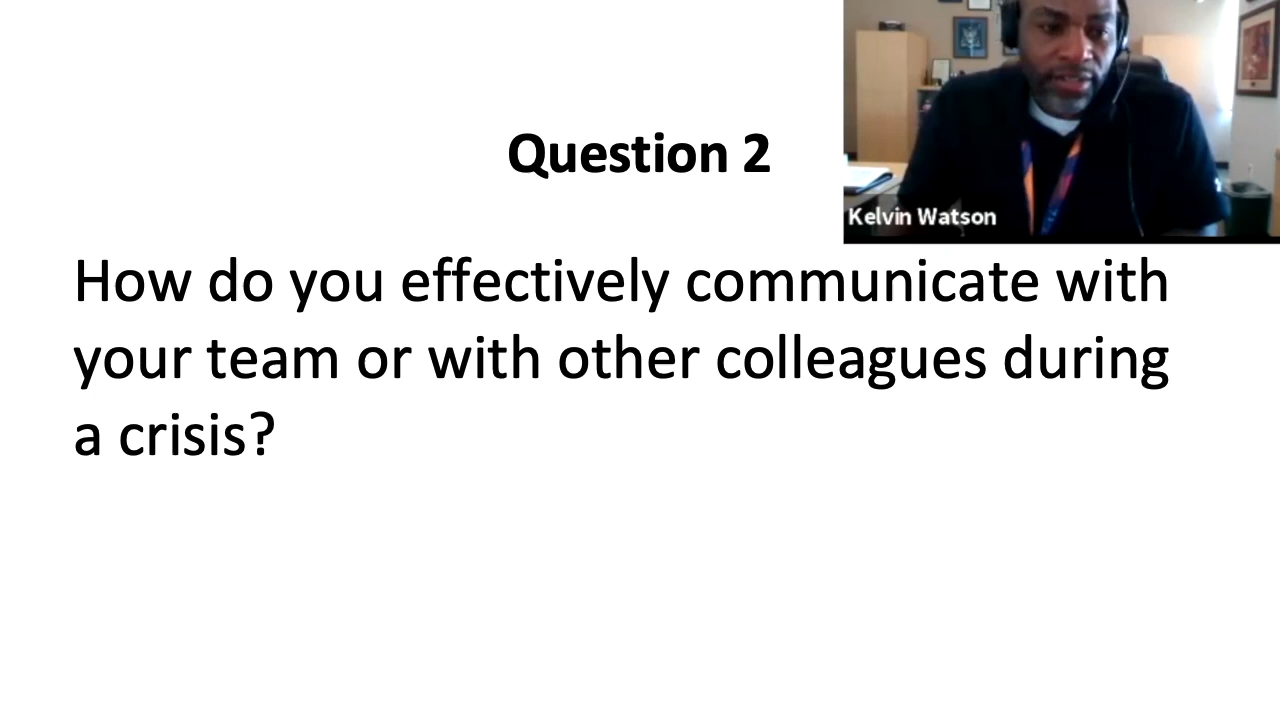 Question 2
Kelvin Watson
How do you effectively communicate with
your team or with other colleagues during
a crisis?